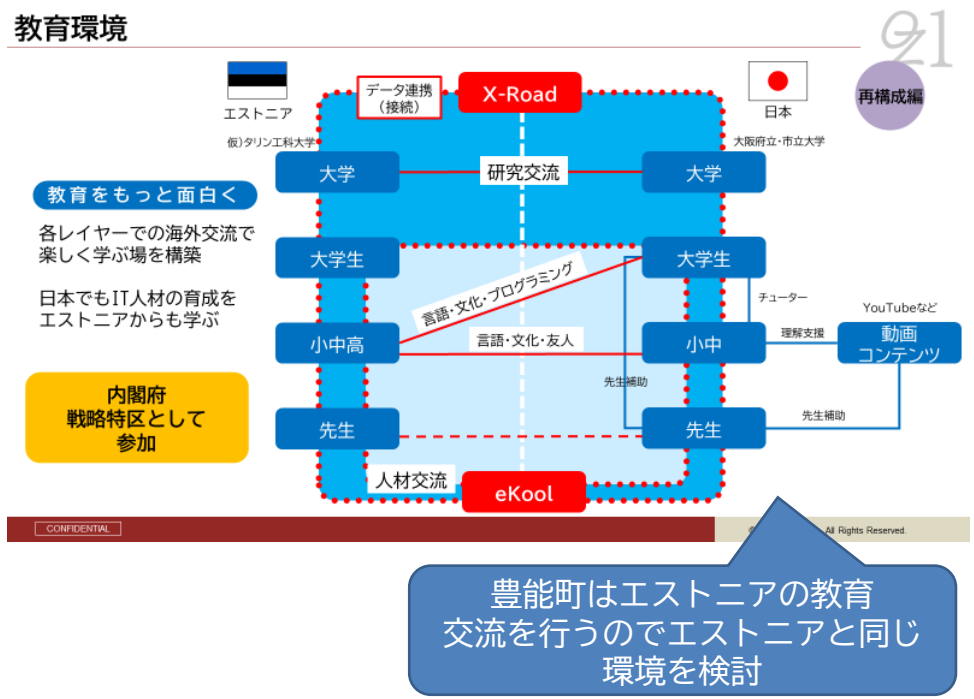 教育環境
21
再構成編
エストニア
データ連携
(接続)
X-Road
日本
仮)タリン工科大学
大阪府立・市立大学
大学
研究交流
大学
教育をもっと面白く
各レイヤーでの海外交流で
楽しく学ぶ場を構築
日本でもIT人材の育成を
エストニアからも学ぶ
内閣府
戦略特区として
参加
大学生
大学生
言語・文化・プログラミング
チューター
YouTubeなど
小中高
言語・文化・友人
小中
理解支援
動画
コンテンツ
先生補助
先生
先生
先生補助
人材交流
eKool
CONFIDENTIAL
All Rights Reserved.
豊能町はエストニアの教育
交流を行うのでエストニアと同じ
環境を検討